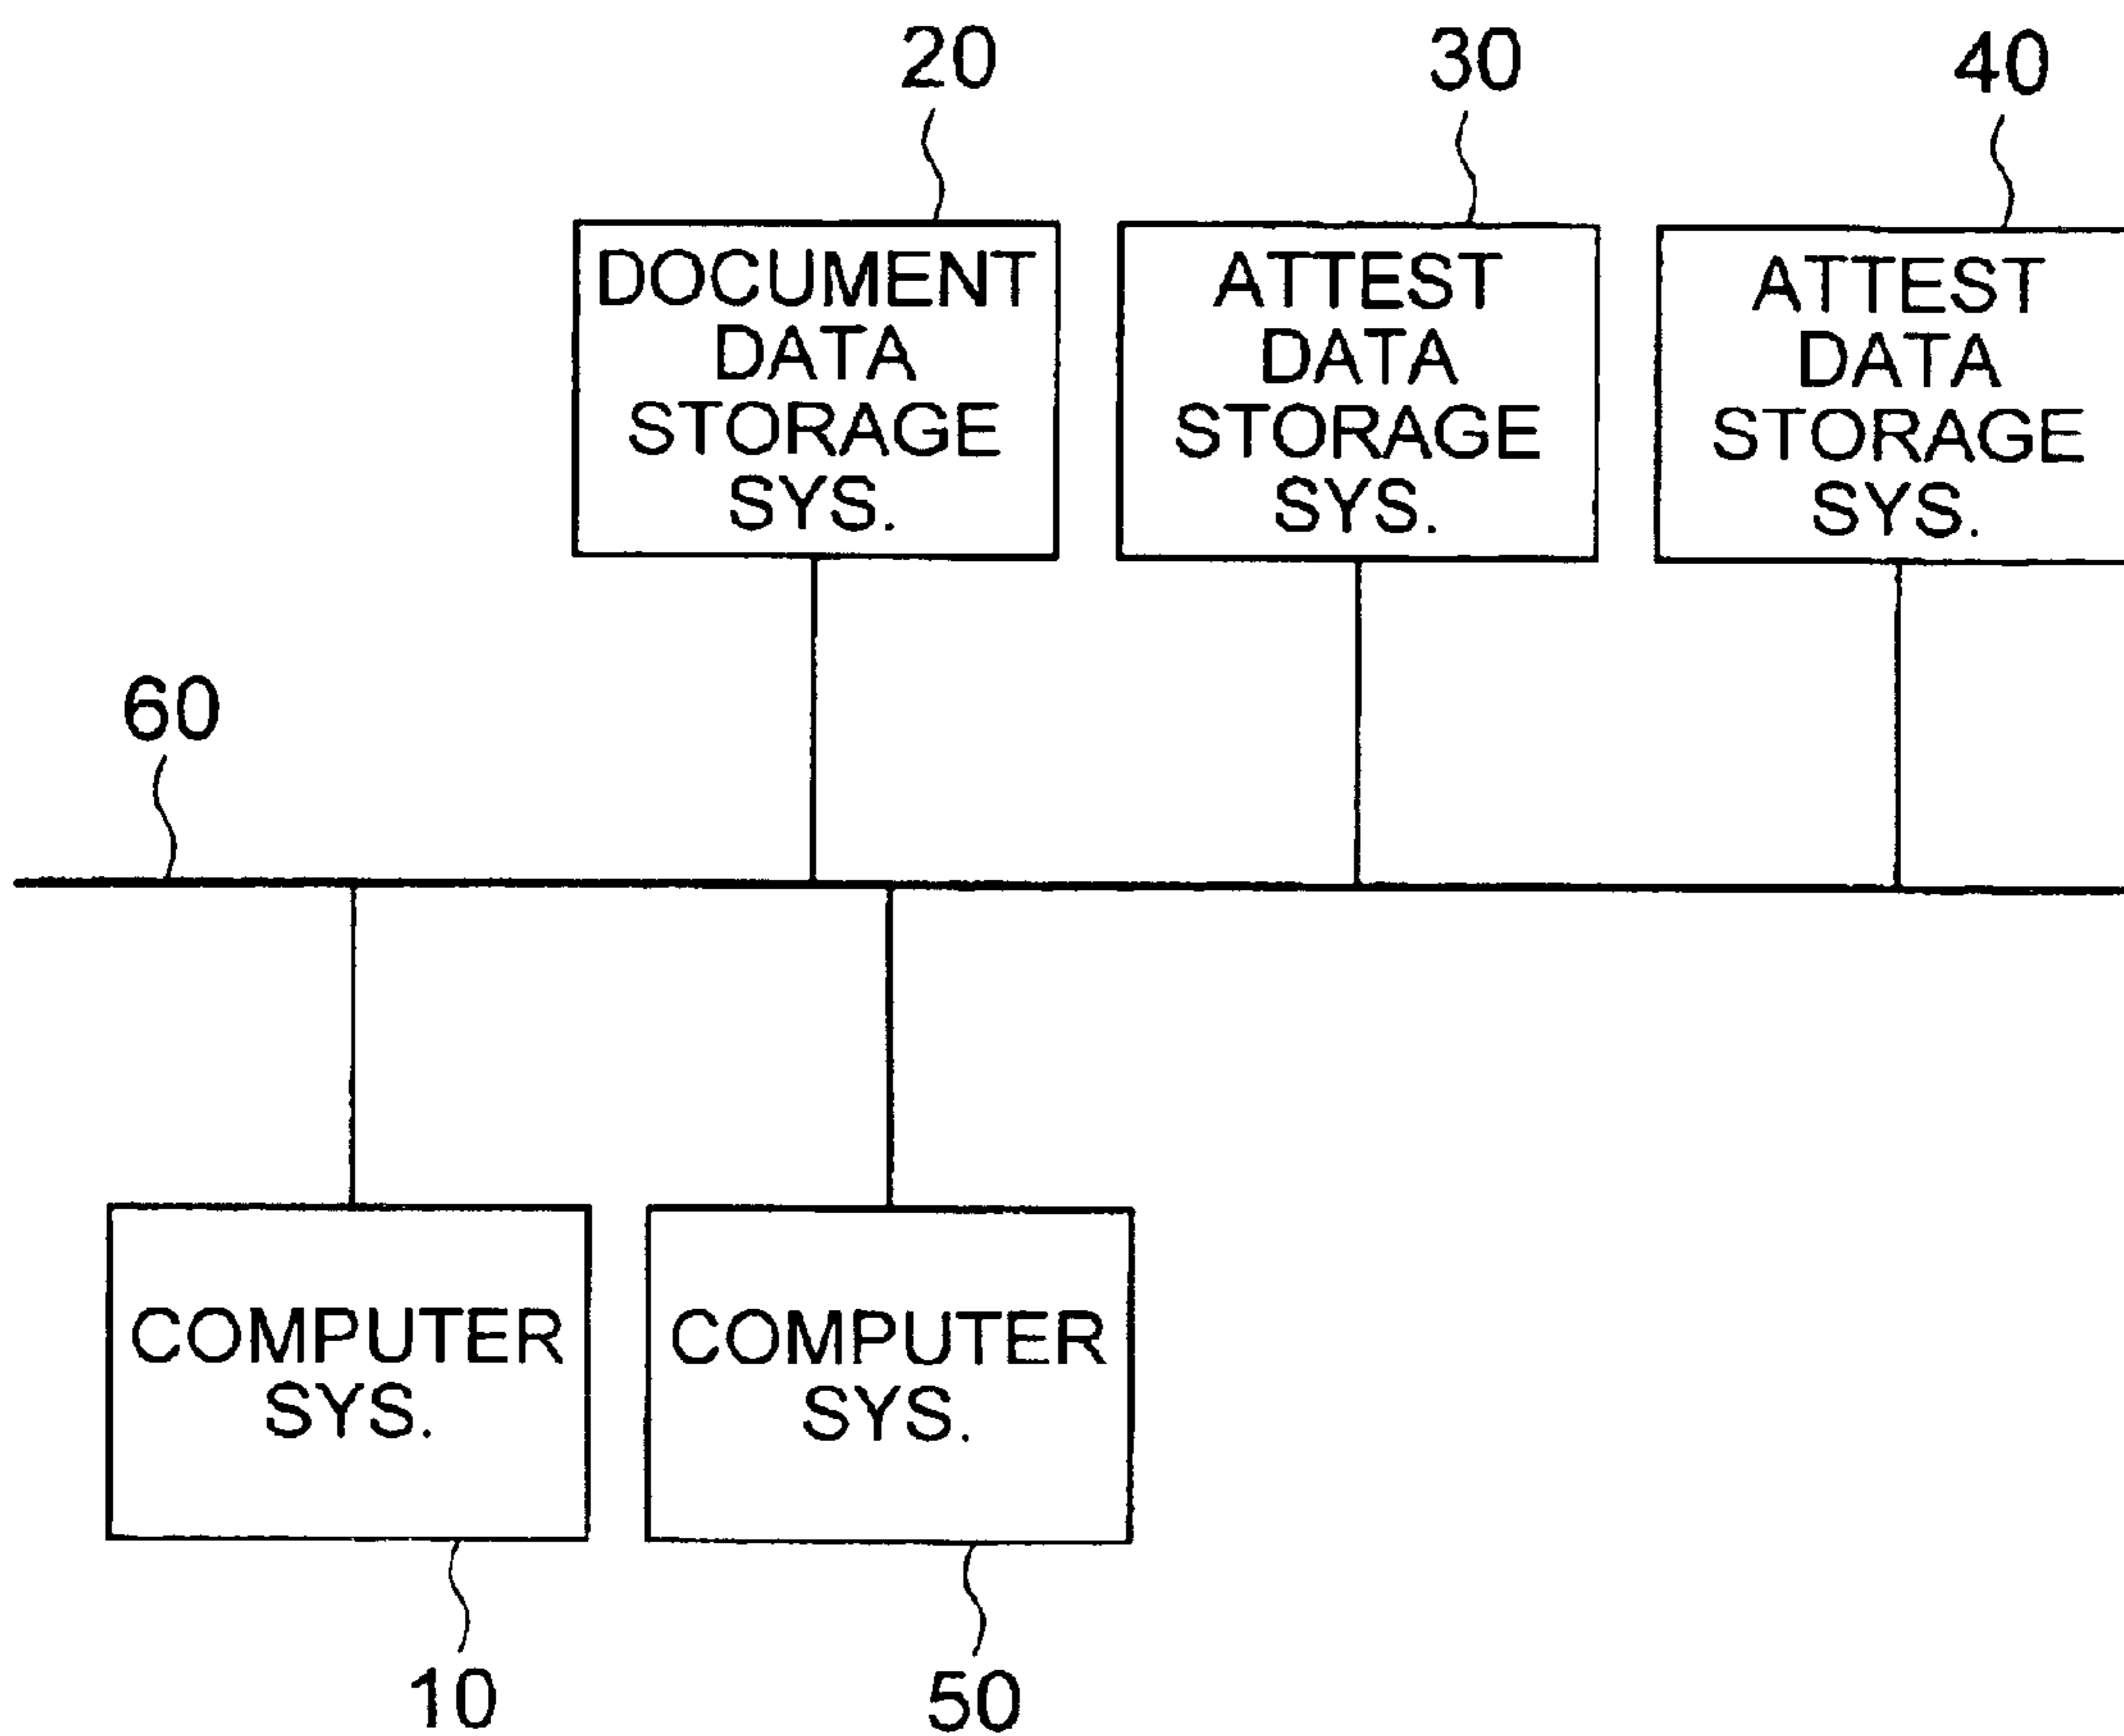 20
30
40
DOCUMENT
DATA
STORAGE
SYS.
ATTEST
DATA
STORAGE
SYS.
ATTEST
DATA
STORAGE
SYS.
60
COMPUTER
SYS.
COMPUTER
SYS.
10
50